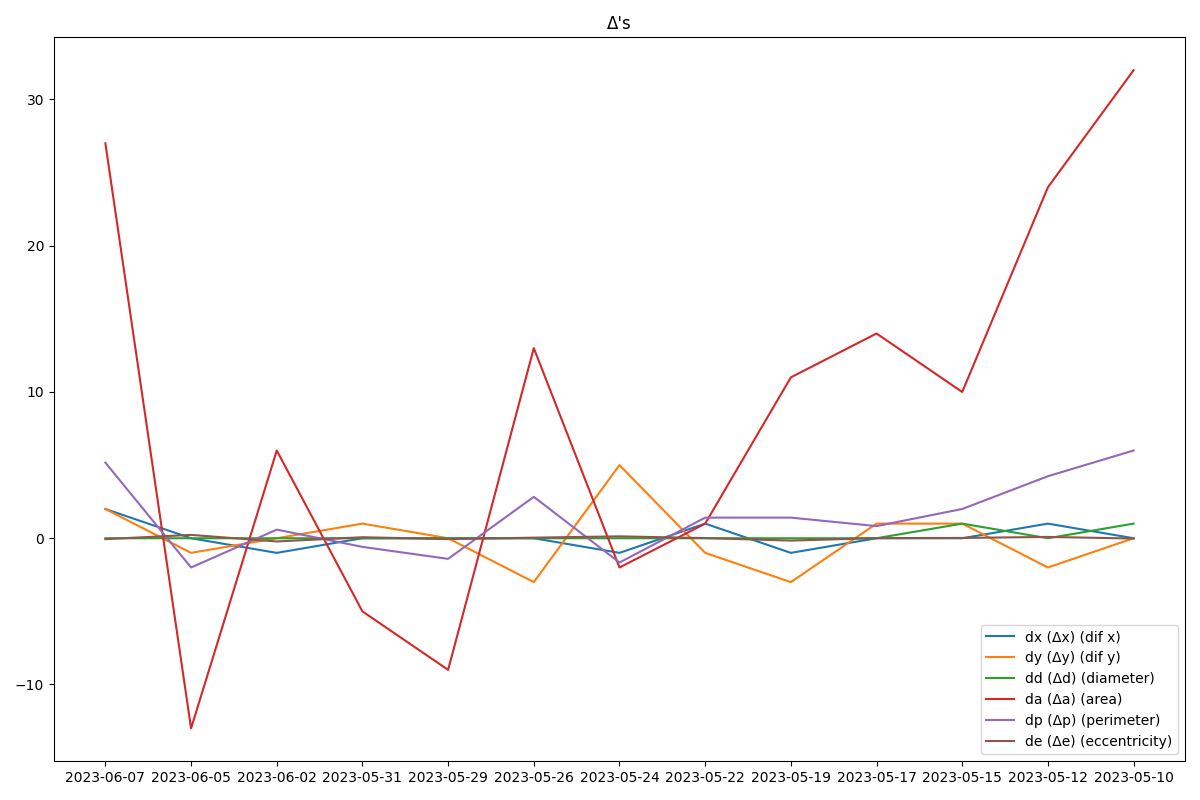 Δ's
30
20
10
0
−10
2023-06-07 2023-06-05 2023-06-02 2023-05-31 2023-05-29 2023-05-26 2023-05-24 2023-05-22 2023-05-19 2023-05-17 2023-05-15 2023-05-12 2023-05-10
dx (Δx) (dif x)
dy (Δy) (dif y)
dd (Δd) (diameter)
da (Δa) (area)
dp (Δp) (perimeter)
de (Δe) (eccentricity)